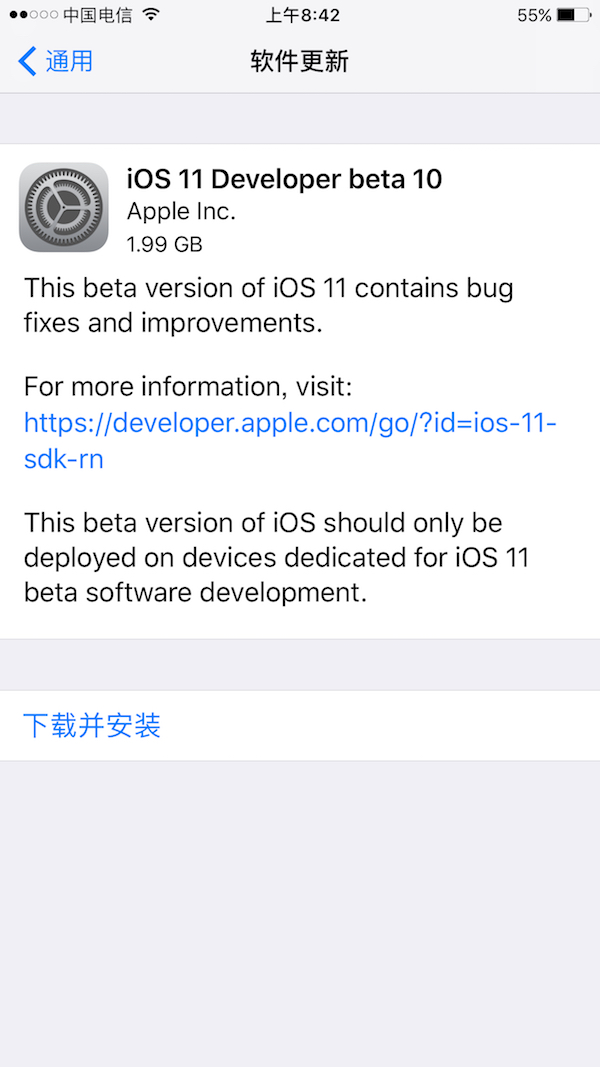 中国电信 上午8:42 55%
通用 软件更新
iOS 11 Developer beta 10
Apple Inc.
1.99 GB
This beta version of iOS 11 contains bug
fixes and improvements.
For more information, visit:
https://developer.apple.com/go/?id=ios-11-
sdk-rn
This beta version of iOS should only be
deployed on devices dedicated for iOS 11
beta software development.
下载并安装